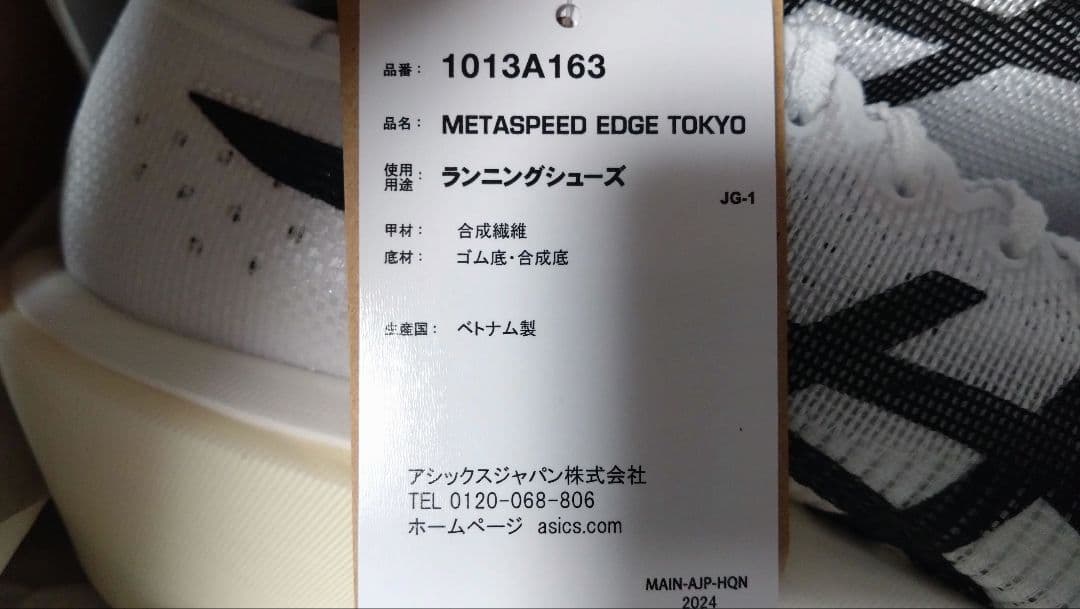 品番： 1013A163
品名： METASPEED EDGE TOKYO
使用用途： ランニングシューズ
JG-1
甲材： 合成繊維
底材： ゴム底・合成底
生産国： ベトナム製
アシックスジャパン株式会社
TEL 0120-068-806
ホームページ asics.com
MAIN-AJP-HQN
2024